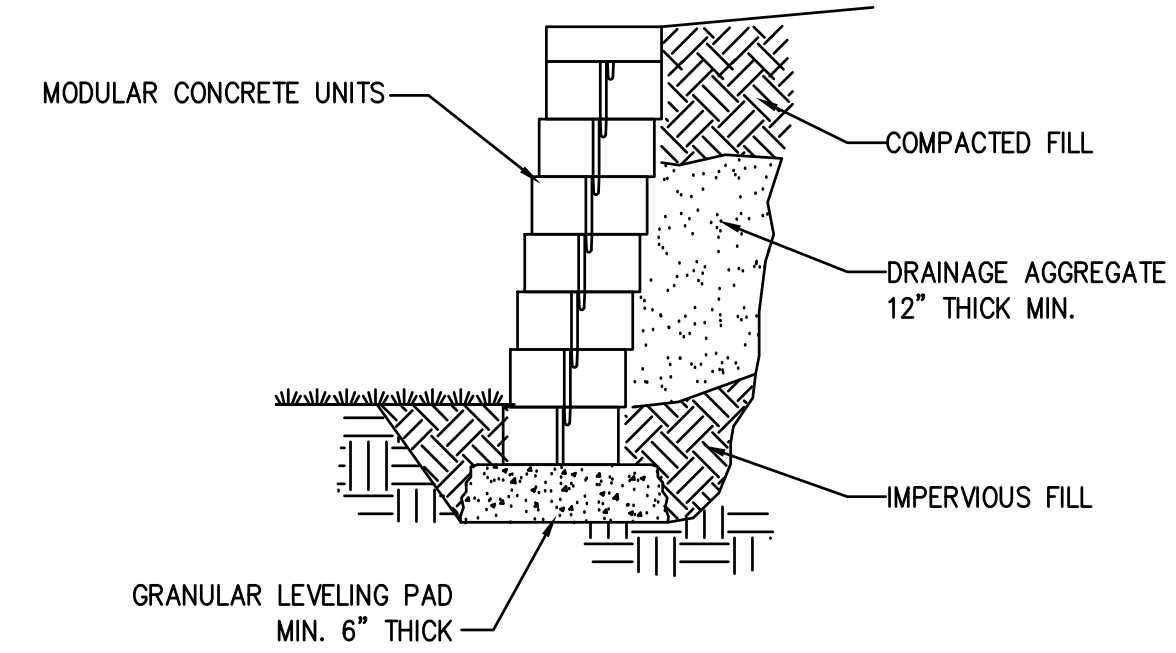 MODULAR CONCRETE UNITS
COMPACTED FILL
DRAINAGE AGGREGATE
12” THICK MIN.
IMPERVIOUS FILL
GRANULAR LEVELING PAD
MIN. 6” THICK